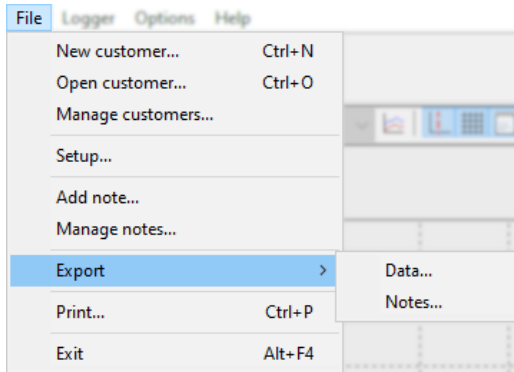 File Logger Options Help
New customer... Ctrl+N
Open customer... Ctrl+O
Manage customers...
Setup...
Add note...
Manage notes...
Export >
Data...
Notes...
Print... Ctrl+P
Exit Alt+F4